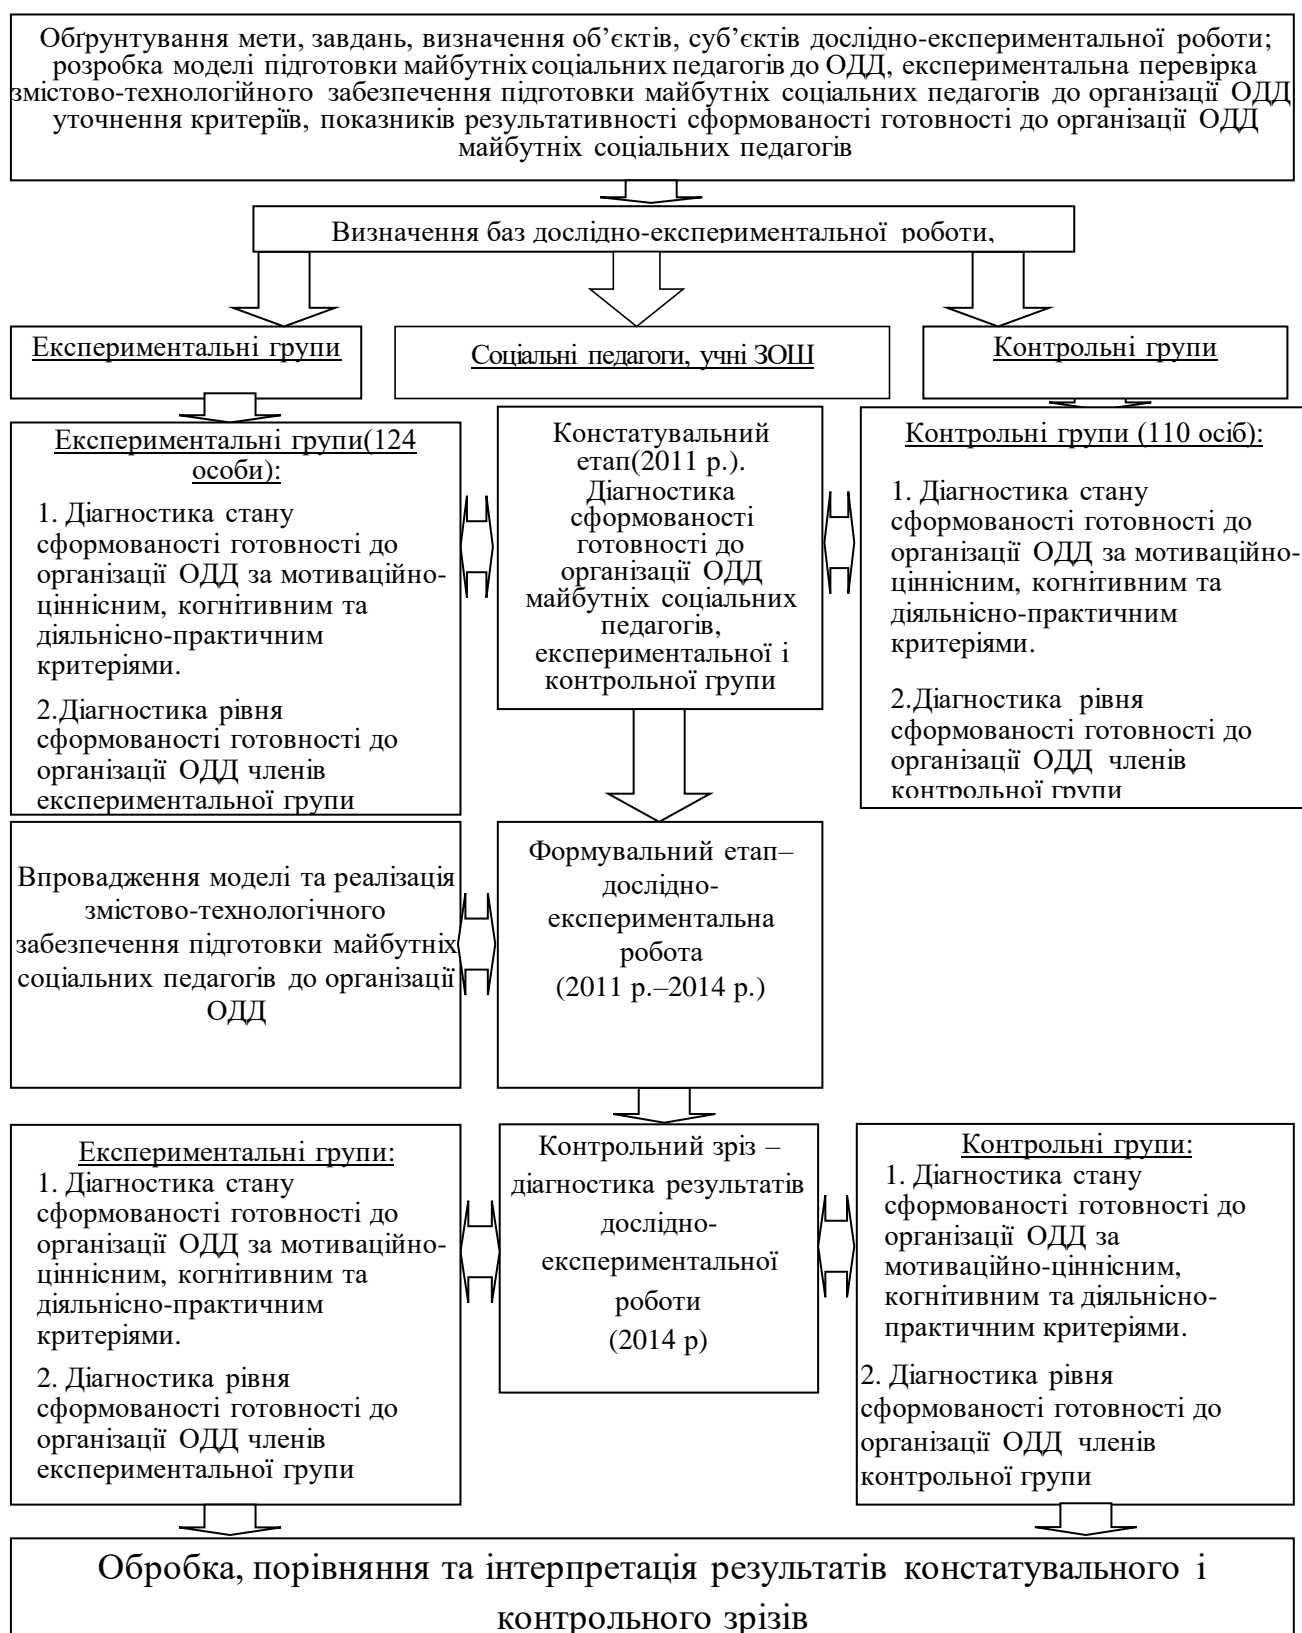 Обґрунтування мети, завдань, визначення об’єктів, суб’єктів дослідно-експериментальної роботи;
розробка моделі підготовки майбутніх соціальних педагогів до ОДД, експериментальна перевірка
змістово-технологійного забезпечення підготовки майбутніх соціальних педагогів до організації ОДД
уточнення критеріїв, показників результативності сформованості готовності до організації ОДД
майбутніх соціальних педагогів
Визначення баз дослідно-експериментальної роботи,
Експериментальні групи
Соціальні педагоги, учні ЗОШ
Контрольні групи
Експериментальні групи(124
особи):
1. Діагностика стану
сформованості готовності до
організації ОДД за мотиваційно-
ціннісним, когнітивним та
діяльнісно-практичним
критеріями.
2.Діагностика рівня
сформованості готовності до
організації ОДД членів
експериментальної групи
Констатувальний
етап(2011 р.).
Діагностика
сформованості
готовності до
організації ОДД
майбутніх соціальних
педагогів,
експериментальної і
контрольної групи
Контрольні групи (110 осіб):
1. Діагностика стану
сформованості готовності до
організації ОДД за мотиваційно-
ціннісним, когнітивним та
діяльнісно-практичним
критеріями.
2.Діагностика рівня
сформованості готовності до
організації ОДД членів
контрольної групи
Впровадження моделі та реалізація
змістово-технологічного
забезпечення підготовки майбутніх
соціальних педагогів до організації
ОДД
Формувальний етап–
дослідно-
експериментальна
робота
(2011 р.–2014 р.)
Експериментальні групи:
1. Діагностика стану
сформованості готовності до
організації ОДД за мотиваційно-
ціннісним, когнітивним та
діяльнісно-практичним
критеріями.
2. Діагностика рівня
сформованості готовності до
організації ОДД членів
експериментальної групи
Контрольний зріз –
діагностика результатів
дослідно-
експериментальної
роботи
(2014 р)
Контрольні групи:
1. Діагностика стану
сформованості готовності до
організації ОДД за
мотиваційно-ціннісним,
когнітивним та діяльнісно-
практичним критеріями.
2. Діагностика рівня
сформованості готовності до
організації ОДД членів
контрольної групи
Обробка, порівняння та інтерпретація результатів констатувального і
контрольного зрізів